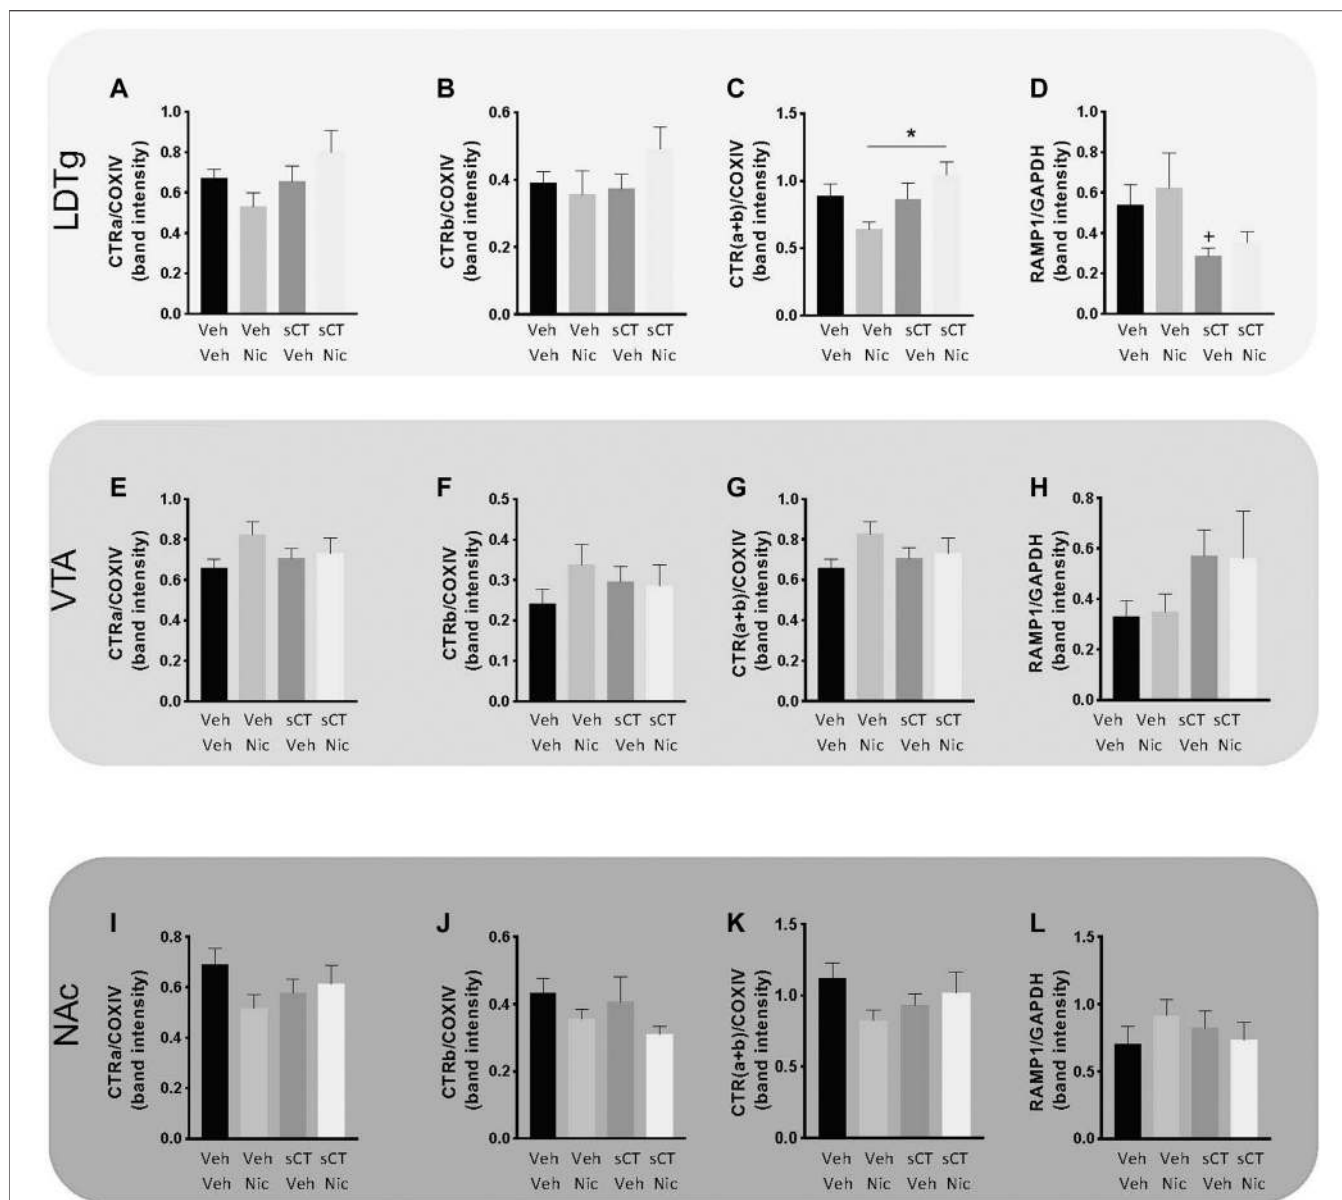 LDTg
A
CTRa/COXIV
(band intensity)
1.0
0.8
0.6
0.4
0.2
0.0
Veh Veh sCT sCT
Veh Nic Veh Nic
B
CTRb/COXIV
(band intensity)
0.6
0.4
0.2
0.0
Veh Veh sCT sCT
Veh Nic Veh Nic
C
CTR(a+b)/COXIV
(band intensity)
1.5
1.0
0.5
0.0
*
Veh Veh sCT sCT
Veh Nic Veh Nic
D
RAMP1/GAPDH
(band intensity)
1.0
0.8
0.6
0.4
0.2
0.0
+
Veh Veh sCT sCT
Veh Nic Veh Nic
VTA
E
CTRa/COXIV
(band intensity)
1.0
0.8
0.6
0.4
0.2
0.0
Veh Veh sCT sCT
Veh Nic Veh Nic
F
CTRb/COXIV
(band intensity)
0.5
0.4
0.3
0.2
0.1
0.0
Veh Veh sCT sCT
Veh Nic Veh Nic
G
CTR(a+b)/COXIV
(band intensity)
1.0
0.8
0.6
0.4
0.2
0.0
Veh Veh sCT sCT
Veh Nic Veh Nic
H
RAMP1/GAPDH
(band intensity)
0.8
0.6
0.4
0.2
0.0
Veh Veh sCT sCT
Veh Nic Veh Nic
NAc
I
CTRa/COXIV
(band intensity)
0.8
0.6
0.4
0.2
0.0
Veh Veh sCT sCT
Veh Nic Veh Nic
J
CTRb/COXIV
(band intensity)
0.6
0.4
0.2
0.0
Veh Veh sCT sCT
Veh Nic Veh Nic
K
CTR(a+b)/COXIV
(band intensity)
1.5
1.0
0.5
0.0
Veh Veh sCT sCT
Veh Nic Veh Nic
L
RAMP1/GAPDH
(band intensity)
1.5
1.0
0.5
0.0
Veh Veh sCT sCT
Veh Nic Veh Nic